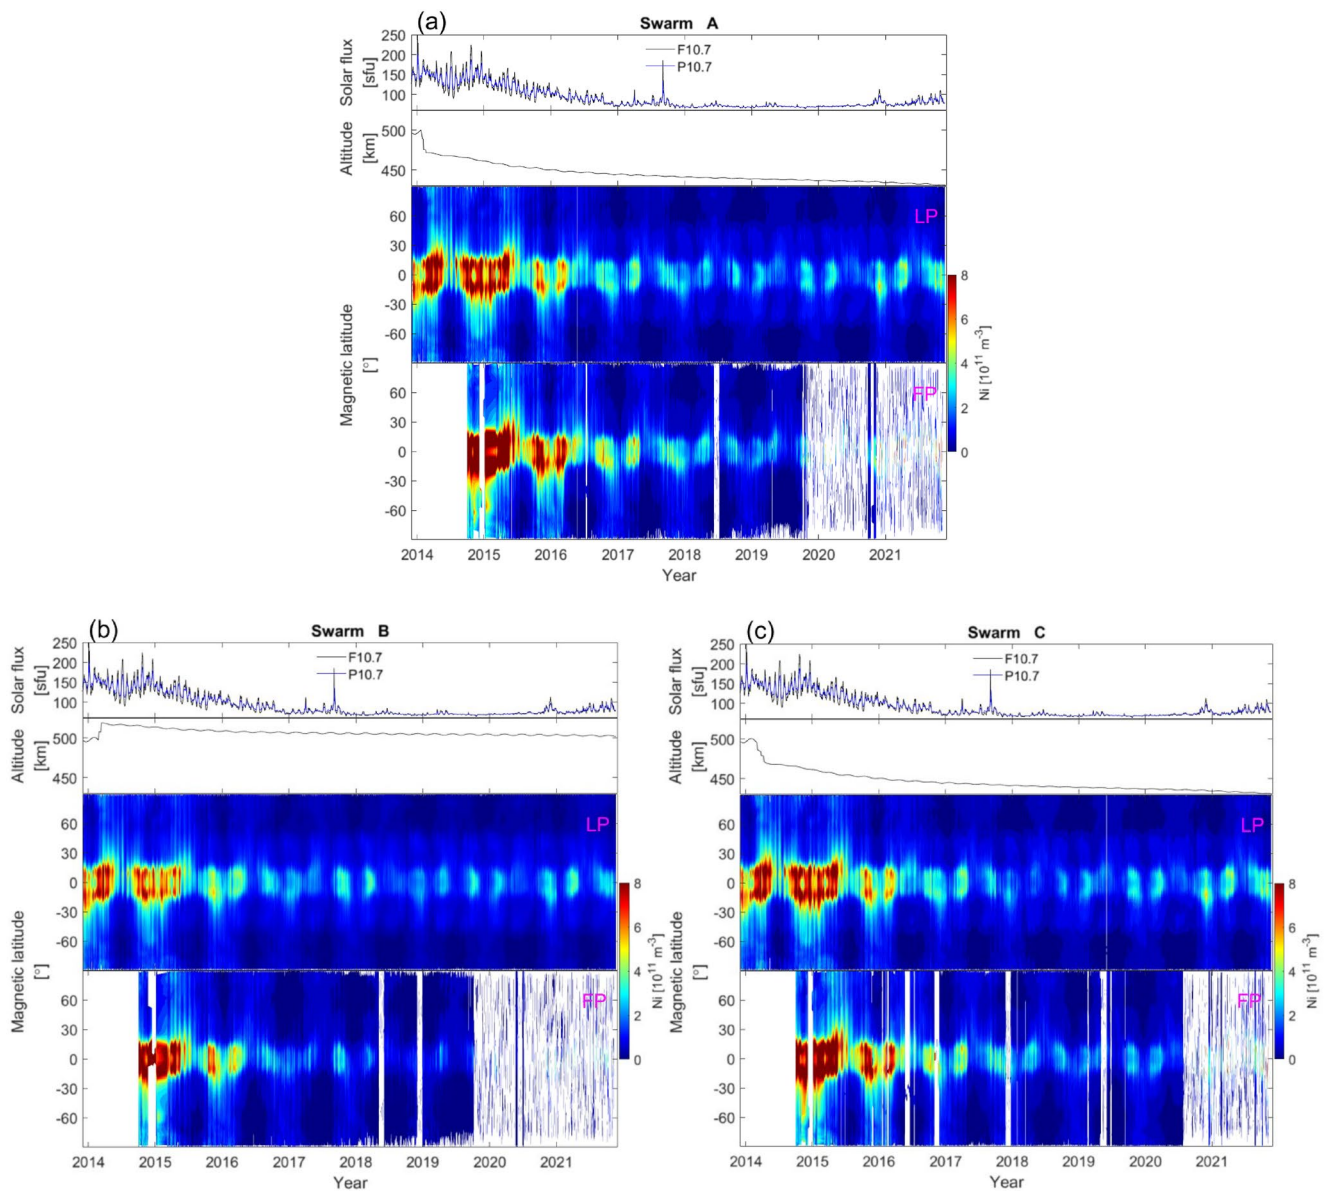 (a)
Swarm A
Solar flux
[sfu]
250
200
150
100
F10.7
P10.7
Altitude
[km]
500
450
Magnetic latitude
[°]
60
30
0
-30
-60
LP
60
30
0
-30
-60
FP
8
6
4
2
0
Ni [10¹¹ m⁻³]
2014 2015 2016 2017 2018 2019 2020 2021
Year
(b)
Swarm B
Solar flux
[sfu]
250
200
150
100
F10.7
P10.7
Altitude
[km]
500
450
Magnetic latitude
[°]
60
30
0
-30
-60
LP
60
30
0
-30
-60
FP
8
6
4
2
0
Ni [10¹¹ m⁻³]
2014 2015 2016 2017 2018 2019 2020 2021
Year
(c)
Swarm C
Solar flux
[sfu]
250
200
150
100
F10.7
P10.7
Altitude
[km]
500
450
Magnetic latitude
[°]
60
30
0
-30
-60
LP
60
30
0
-30
-60
FP
8
6
4
2
0
Ni [10¹¹ m⁻³]
2014 2015 2016 2017 2018 2019 2020 2021
Year